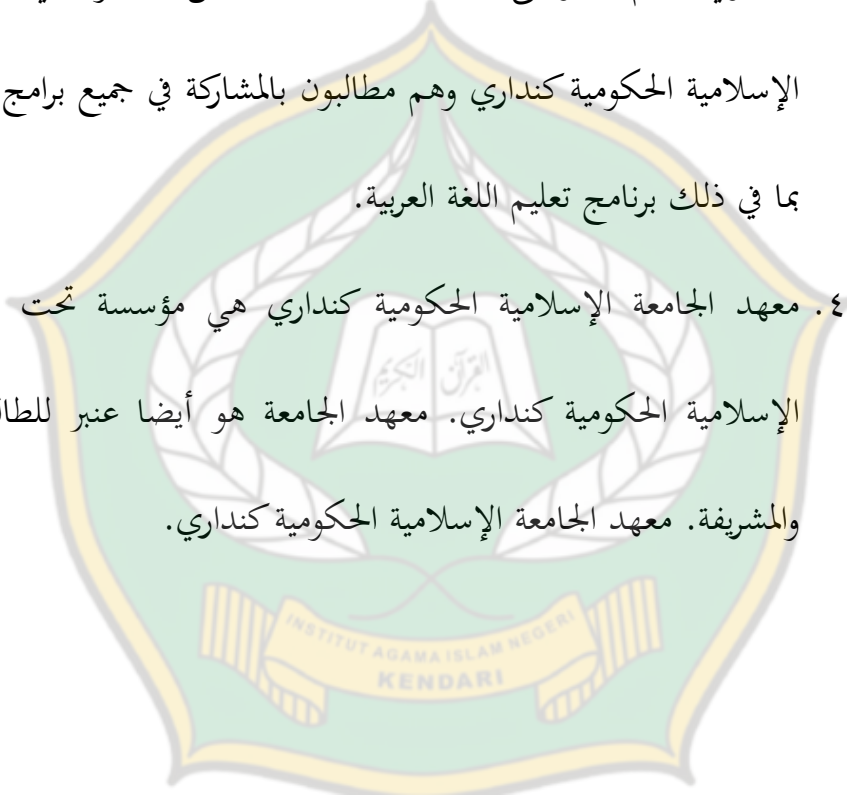 الإسلامية الحكومية كنداري وهم مطالبون بالمشاركة في جميع برامج
بما في ذلك برنامج تعليم اللغة العربية.
٤. معهد الجامعة الإسلامية الحكومية كنداري هي مؤسسة تحت
الإسلامية الحكومية كنداري. معهد الجامعة هو أيضا عنبر
والمشريفة. معهد الجامعة الإسلامية الحكومية كنداري.
القرآن الكريم
INSTITUT AGAMA ISLAM NEGERI
KENDARI